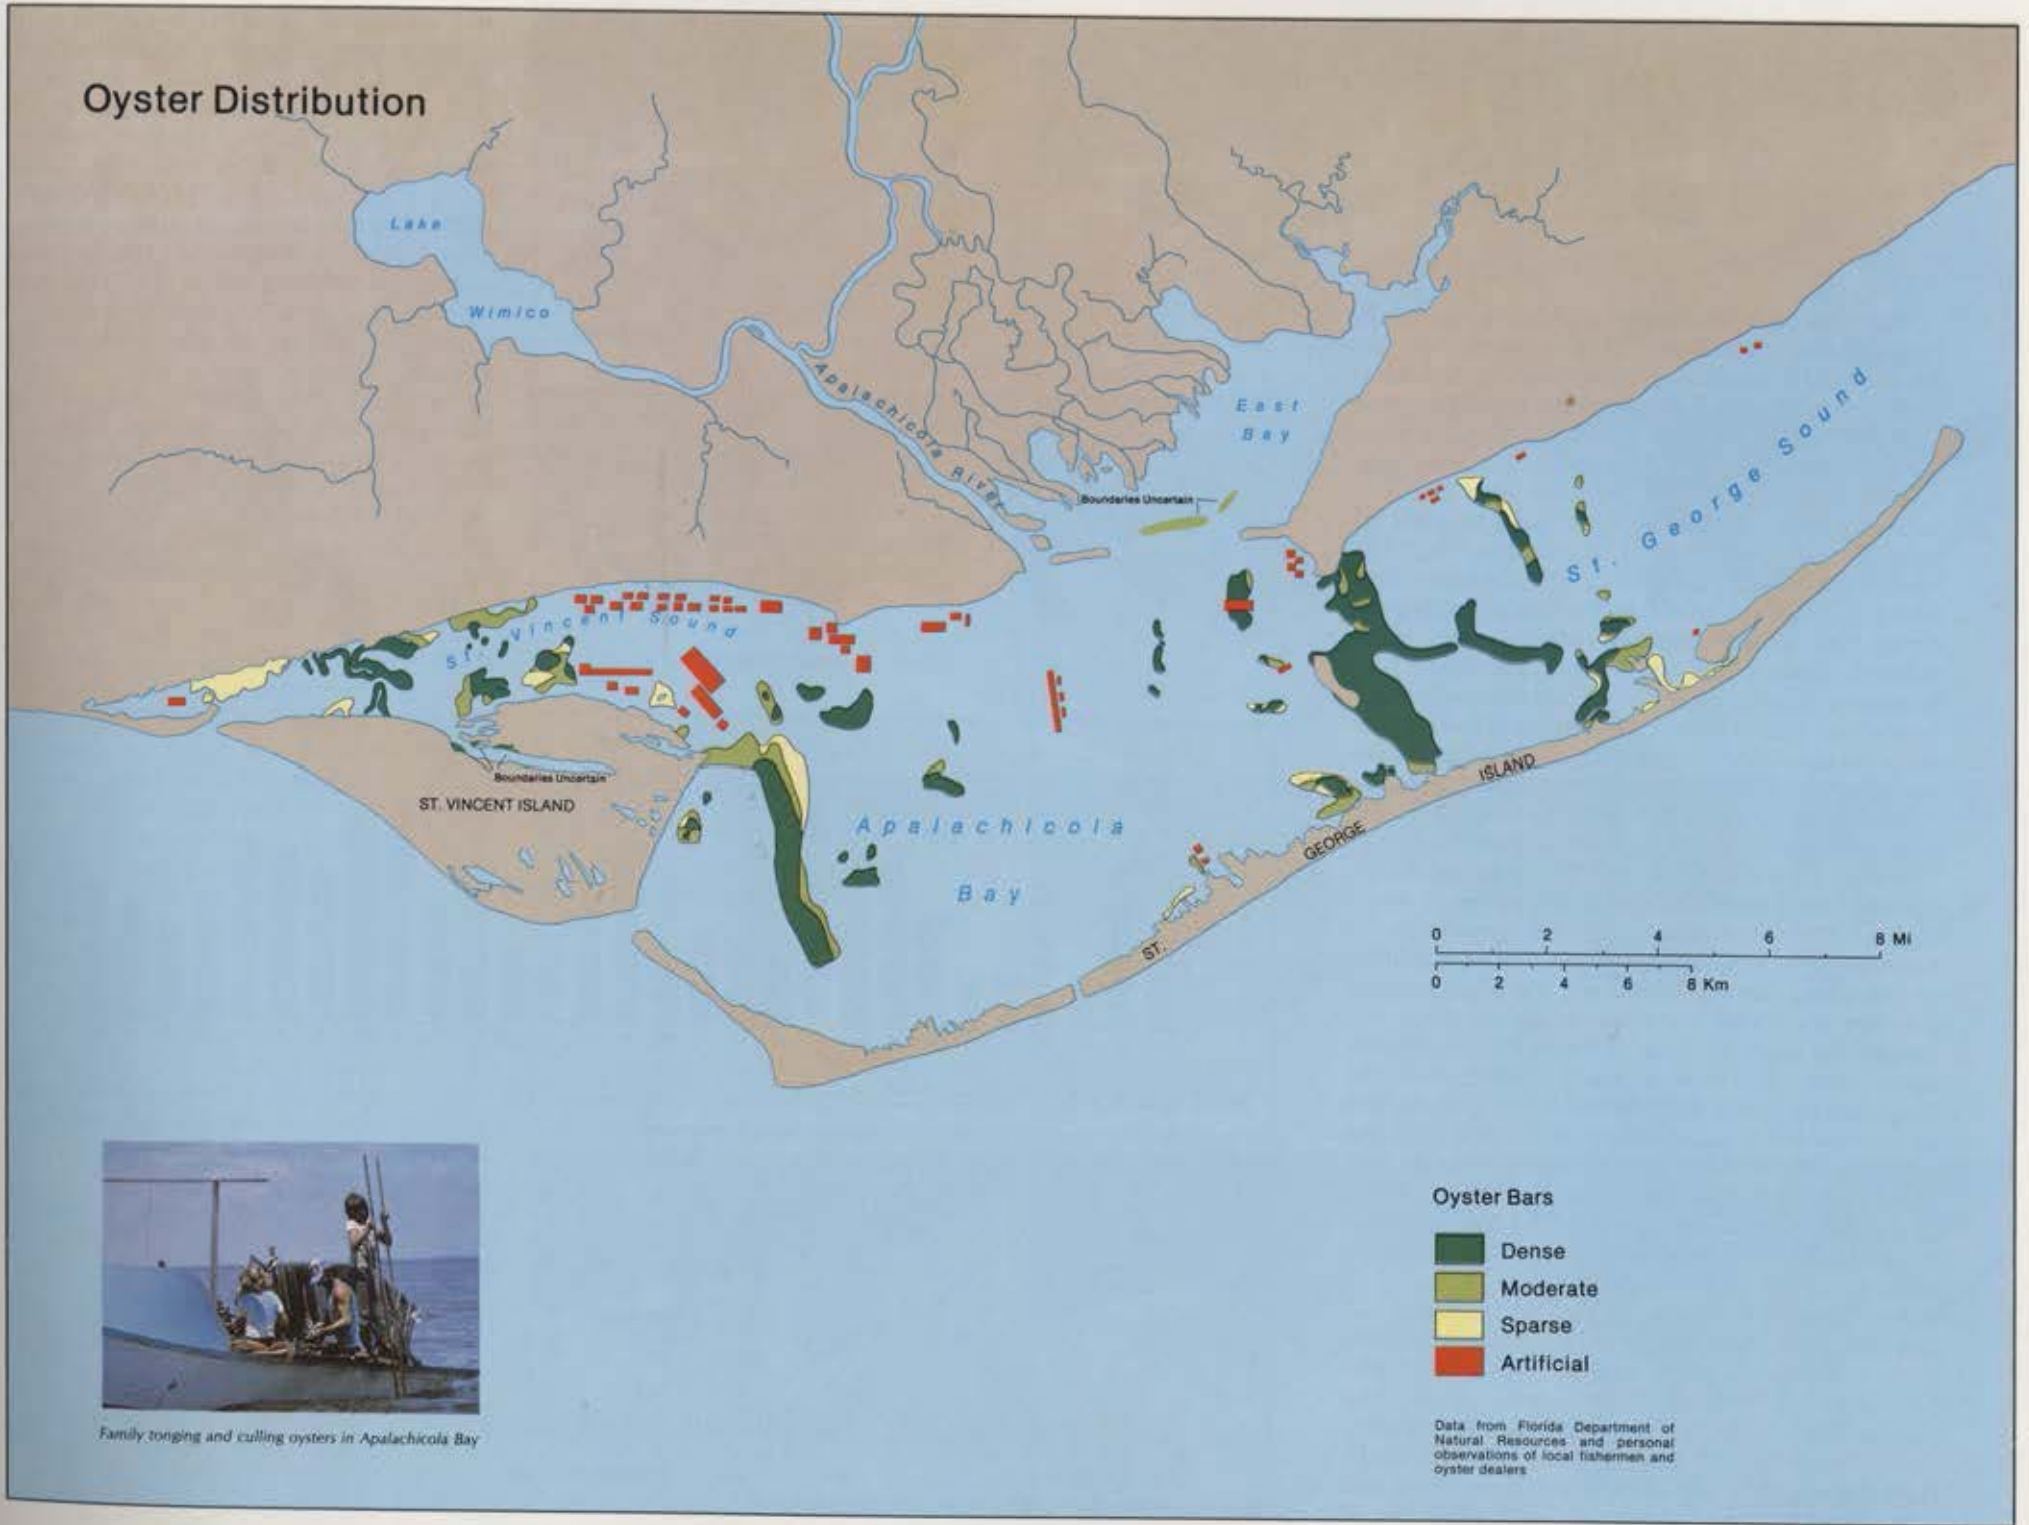 Oyster Distribution
Lake
Wimico
Apalachicola River
East
Bay
Boundaries Uncertain
St. George Sound
St. Vincent Sound
Boundaries Uncertain
ST. VINCENT ISLAND
Apalachicola
Bay
ST. GEORGE ISLAND
0 2 4 6 8 Mi
0 2 4 6 8 Km
Oyster Bars
Dense
Moderate
Sparse
Artificial
Family tonging and culling oysters in Apalachicola Bay
Data from Florida Department of
Natural Resources and personal
observations of local fishermen and
oyster dealers